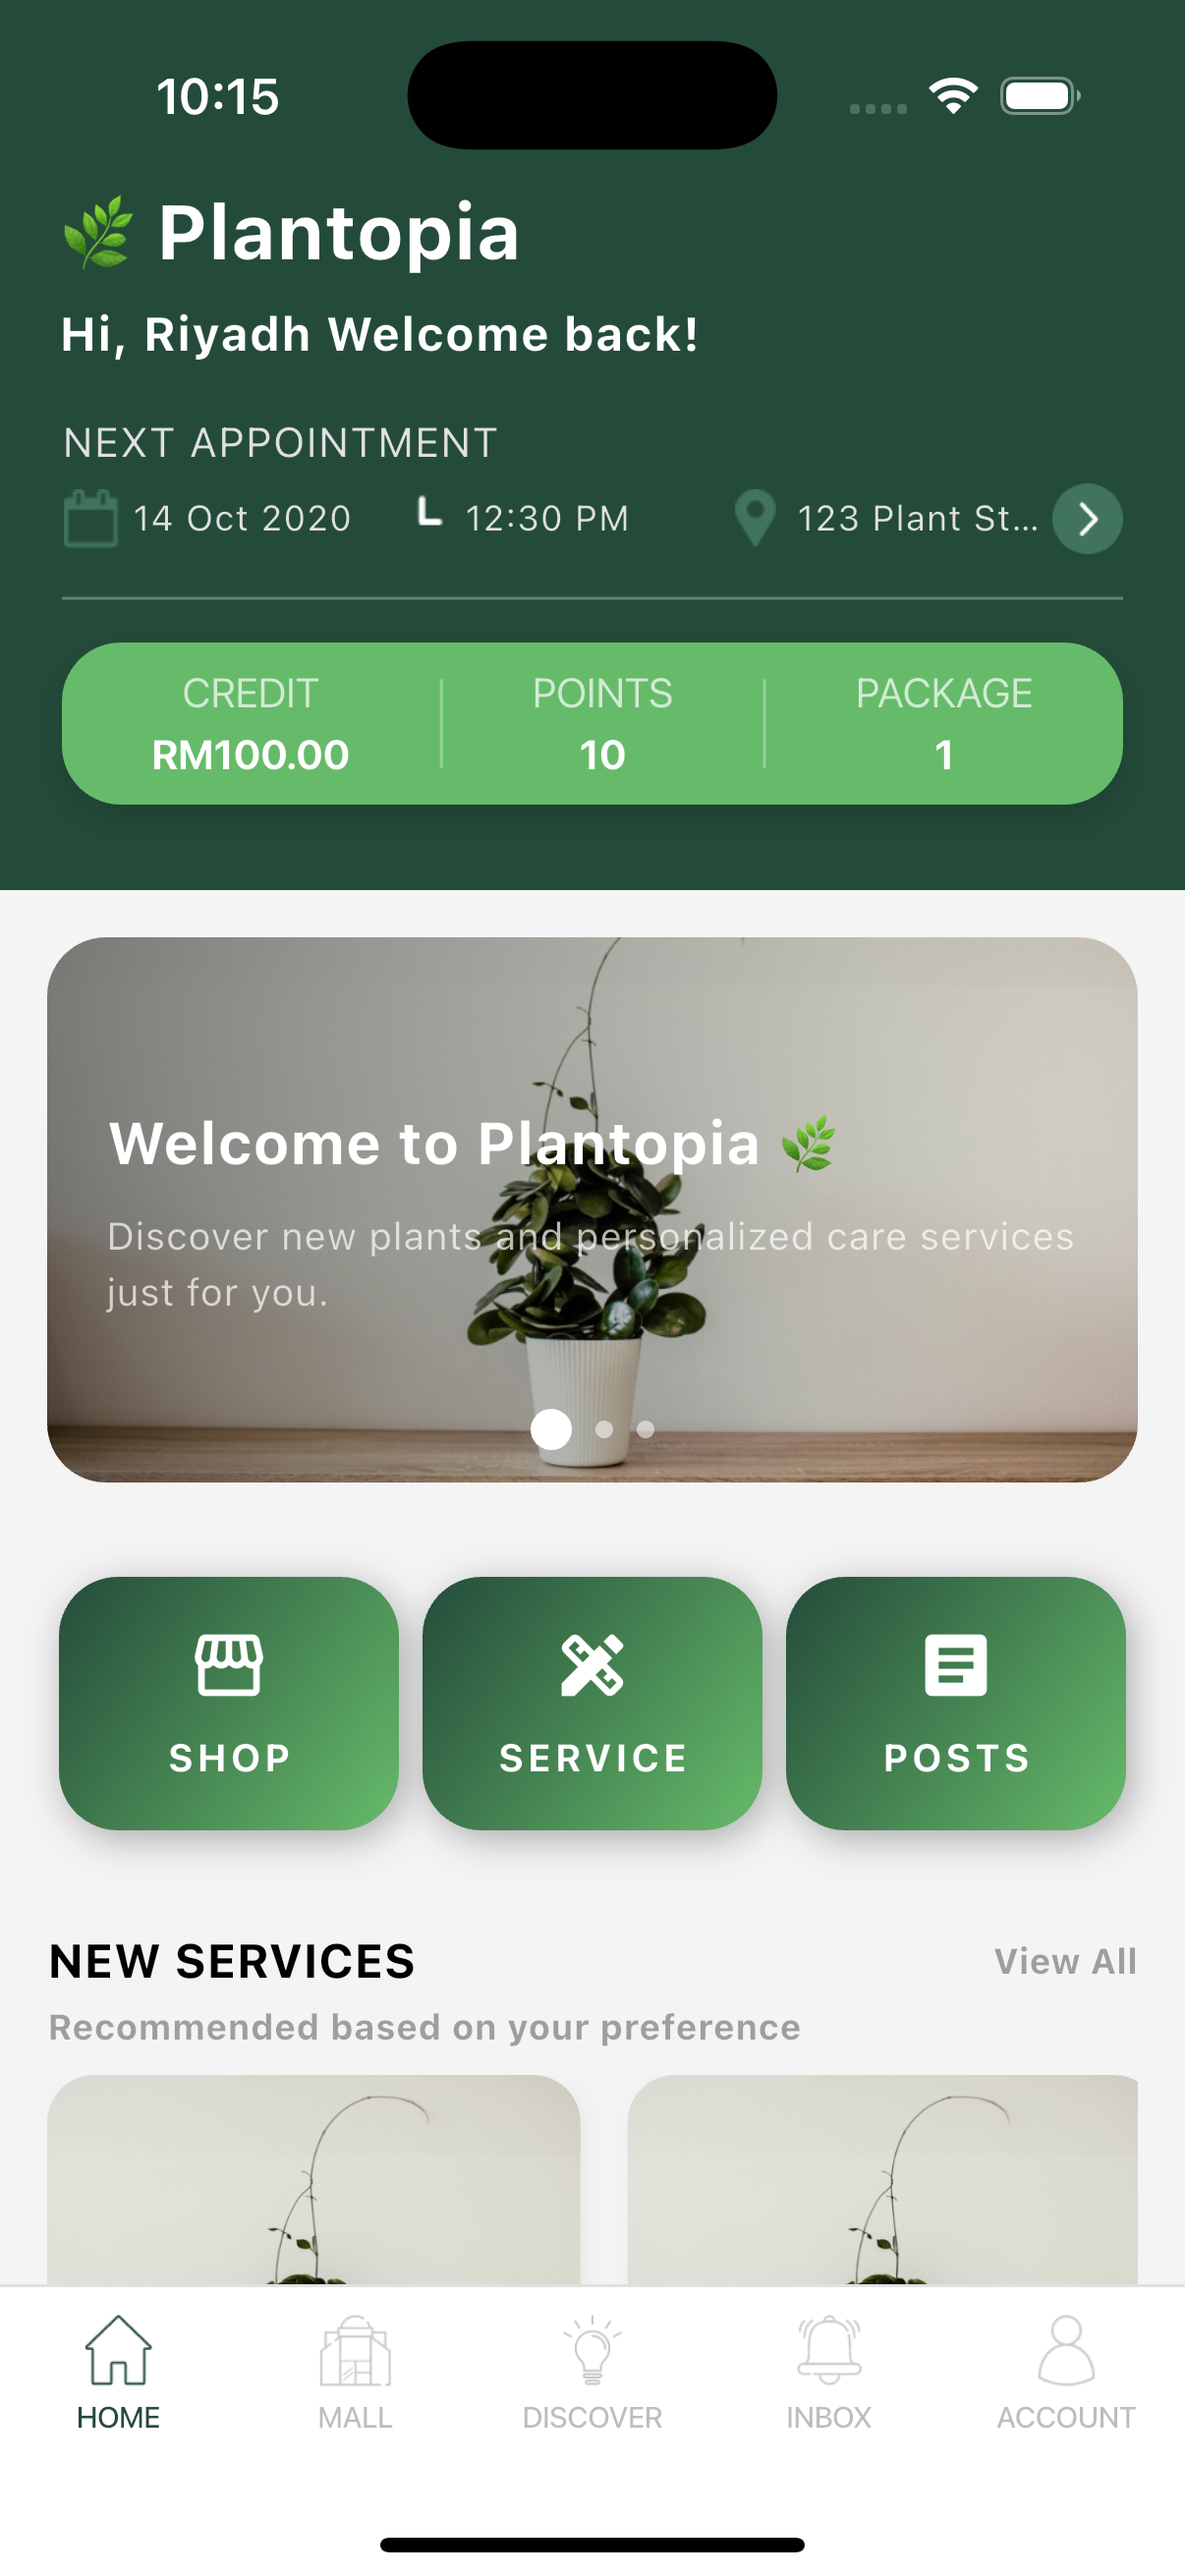 10:15
🌿 Plantopia
Hi, Riyadh Welcome back!
NEXT APPOINTMENT
14 Oct 2020 12:30 PM 123 Plant St...
CREDIT POINTS PACKAGE
RM100.00 10 1
Welcome to Plantopia 🌿
Discover new plants and personalized care services
just for you.
SHOP SERVICE POSTS
NEW SERVICES View All
Recommended based on your preference
HOME MALL DISCOVER INBOX ACCOUNT